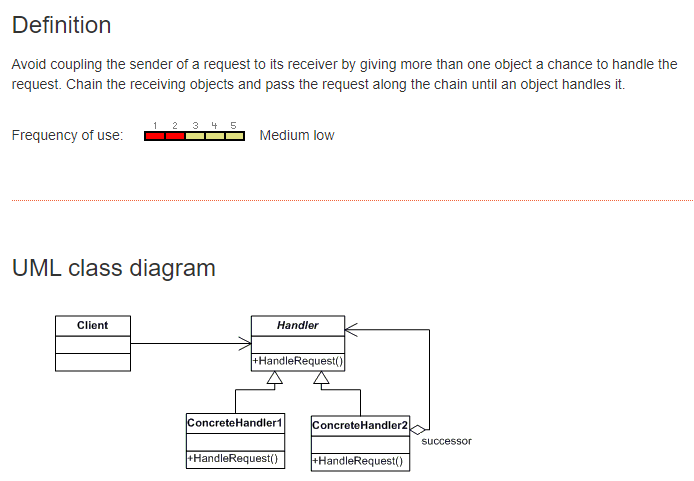 Definition
Avoid coupling the sender of a request to its receiver by giving more than one object a chance to handle the
request. Chain the receiving objects and pass the request along the chain until an object handles it.
1 2 3 4 5
Frequency of use: Medium low
UML class diagram
Client
Handler
+HandleRequest()
ConcreteHandler1
ConcreteHandler2
successor
+HandleRequest()
+HandleRequest()